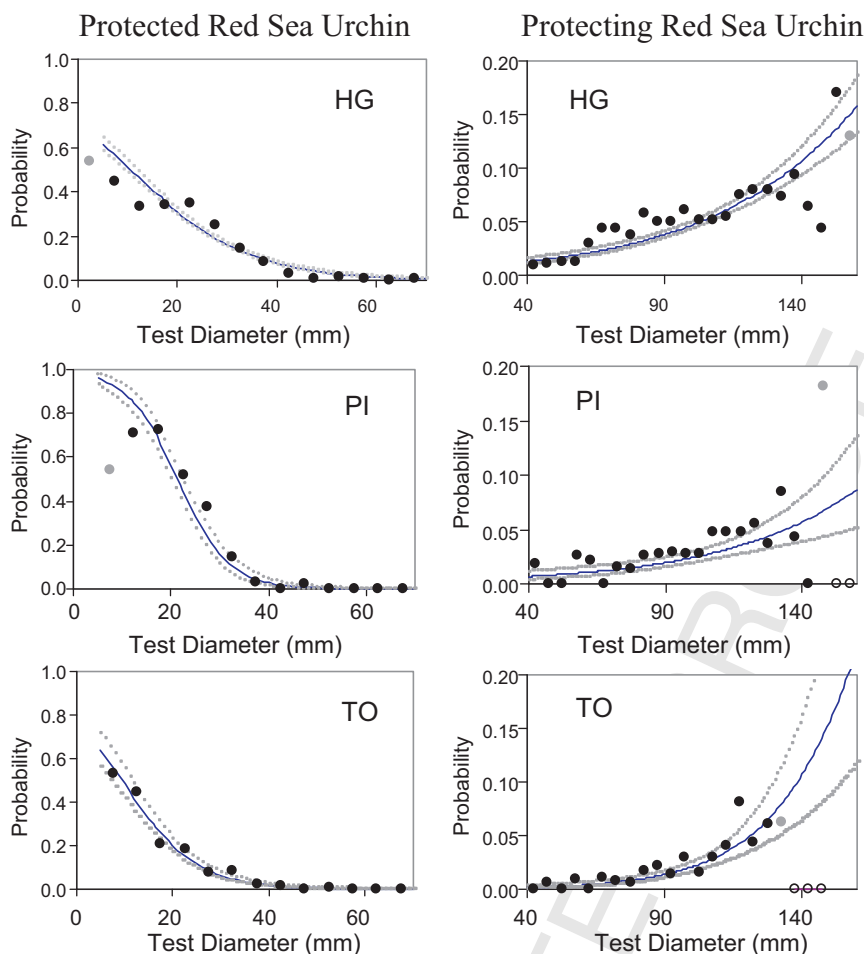 Protected Red Sea Urchin
Protecting Red Sea Urchin
1.0
0.8
0.6
0.4
0.2
0.0
HG
Probability
0 20 40 60
Test Diameter (mm)
0.20
0.15
0.10
0.05
0.00
HG
Probability
40 90 140
Test Diameter (mm)
1.0
0.8
0.6
0.4
0.2
0.0
PI
Probability
0 20 40 60
Test Diameter (mm)
0.20
0.15
0.10
0.05
0.00
PI
Probability
40 90 140
Test Diameter (mm)
1.0
0.8
0.6
0.4
0.2
0.0
TO
Probability
0 20 40 60
Test Diameter (mm)
0.20
0.15
0.10
0.05
0.00
TO
Probability
40 90 140
Test Diameter (mm)